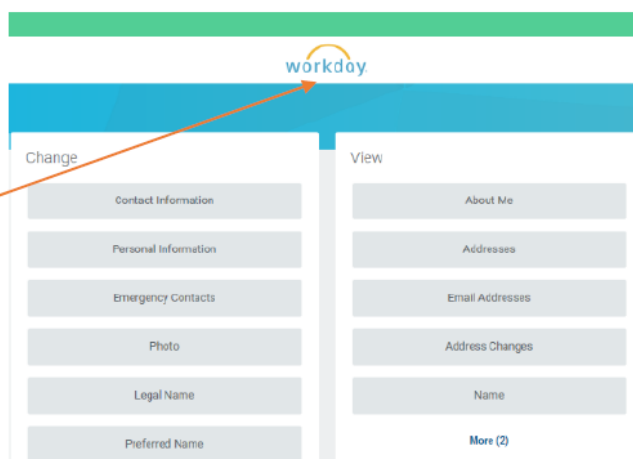 workday.
Change
Contact Information
Personal Information
Emergency Contacts
Photo
Legal Name
Preferred Name
View
About Me
Addresses
Email Addresses
Address Changes
Name
More (2)